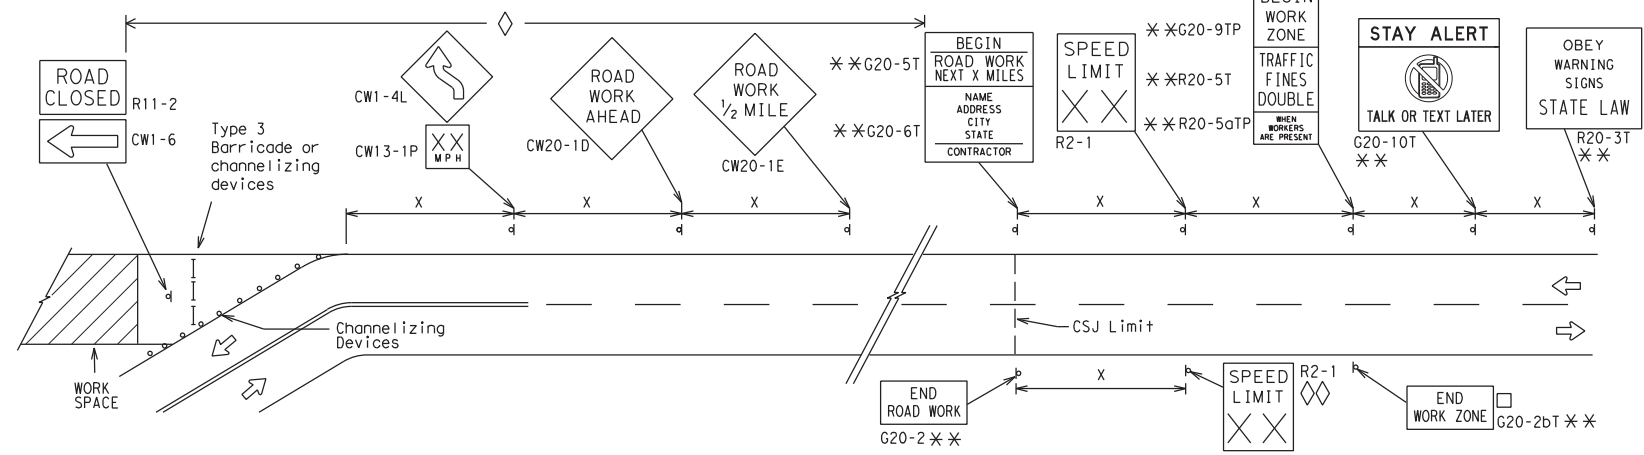 ROAD
CLOSED
R11-2
CW1-6
Type 3
Barricade or
channelizing
devices
CW1-4L
XX
MPH
CW13-1P
ROAD
WORK
AHEAD
CW20-1D
ROAD
WORK
1/2 MILE
CW20-1E
**G20-5T
BEGIN
ROAD WORK
NEXT X MILES
**G20-6T
NAME
ADDRESS
CITY
STATE
CONTRACTOR
SPEED
LIMIT
XX
R2-1
**G20-9TP
BEGIN
WORK
ZONE
**R20-5T
TRAFFIC
FINES
DOUBLE
**R20-5aTP
WHEN
WORKERS
ARE PRESENT
STAY ALERT
TALK OR TEXT LATER
G20-10T
**
OBEY
WARNING
SIGNS
STATE LAW
R20-3T
**
X
X
X
X
X
X
X
Channelizing
Devices
CSJ Limit
WORK
SPACE
END
ROAD WORK
G20-2**
X
SPEED
LIMIT
XX
R2-1
END
WORK ZONE
G20-2bT **